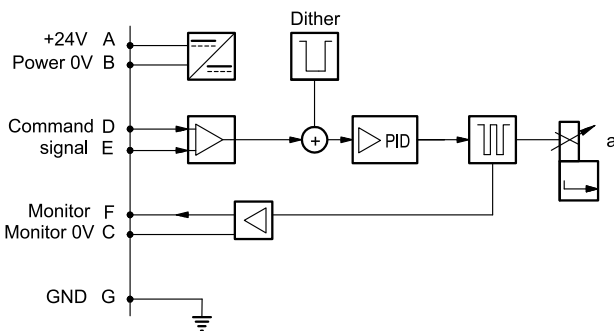 Dither
+24V A
Power 0V B
Command D
signal E
+
PID
a
Monitor F
Monitor 0V C
GND G